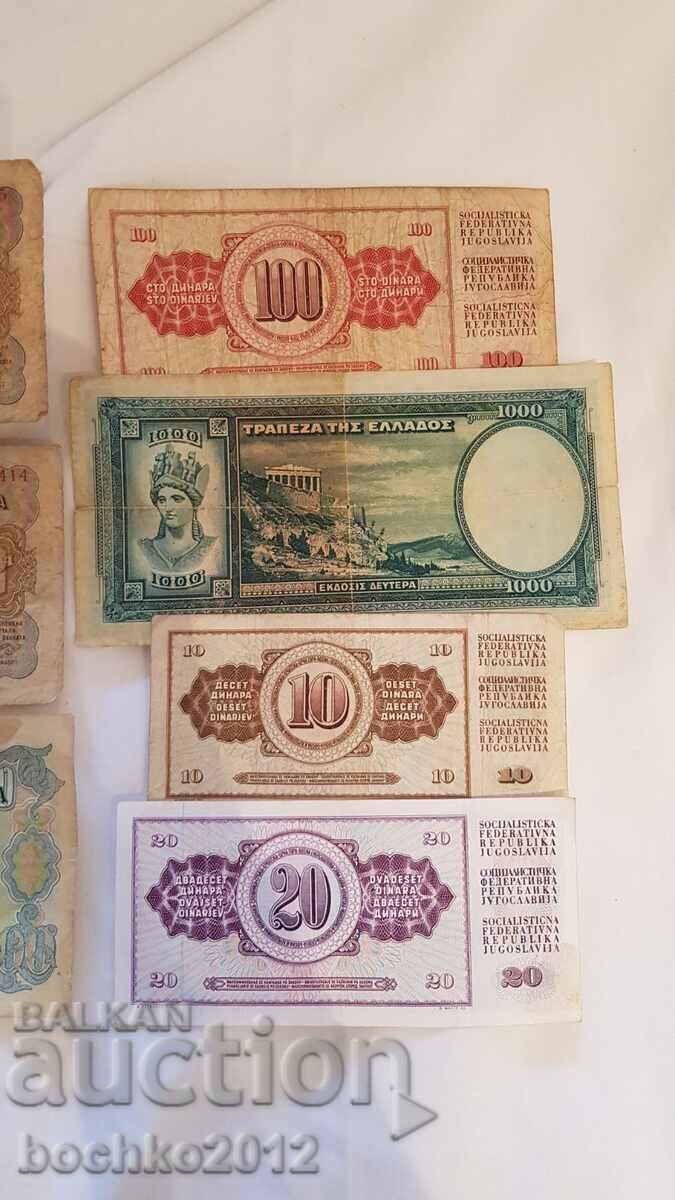 100
100
SOCIJALISTIČKA
FEDERATIVNA
REPUBLIKA
JUGOSLAVIJA
СТО ДИНАРА
STO DINARJEV
100
STO DINARA
СТО ДИНАРИ
СОЦИЈАЛИСТИЧКА
ФЕДЕРАТИВНА
РЕПУБЛИКА
ЈУГОСЛАВИЈА
SOCIALISTIČNA
FEDERATIVNA
REPUBLIKA
JUGOSLAVIJA
100
100
100
1000
ΤΡΑΠΕΖΑ ΤΗΣ ΕΛΛΑΔΟΣ
1000
1000
ΕΚΔΟΣΙΣ ΔΕΥΤΕΡΑ
1000
414
А
А
10
10
SOCIJALISTIČKA
FEDERATIVNA
REPUBLIKA
JUGOSLAVIJA
ДЕСЕТ
ДИНАРА
DESET
DINARJEV
10
DESET
DINARA
ДЕСЕТ
ДИНАРИ
СОЦИЈАЛИСТИЧКА
ФЕДЕРАТИВНА
РЕПУБЛИКА
ЈУГОСЛАВИЈА
SOCIALISTIČNA
FEDERATIVNA
REPUBLIKA
JUGOSLAVIJA
10
10
10
20
20
SOCIJALISTIČKA
FEDERATIVNA
REPUBLIKA
JUGOSLAVIJA
ДВАДЕСЕТ
ДИНАРА
DVAJSET
DINARJEV
20
DVADESET
DINARA
ДВАЕСЕТ
ДИНАРИ
СОЦИЈАЛИСТИЧКА
ФЕДЕРАТИВНА
РЕПУБЛИКА
ЈУГОСЛАВИЈА
SOCIALISTIČNA
FEDERATIVNA
REPUBLIKA
JUGOSLAVIJA
20
20
20
BALKAN
auction
bochko2012